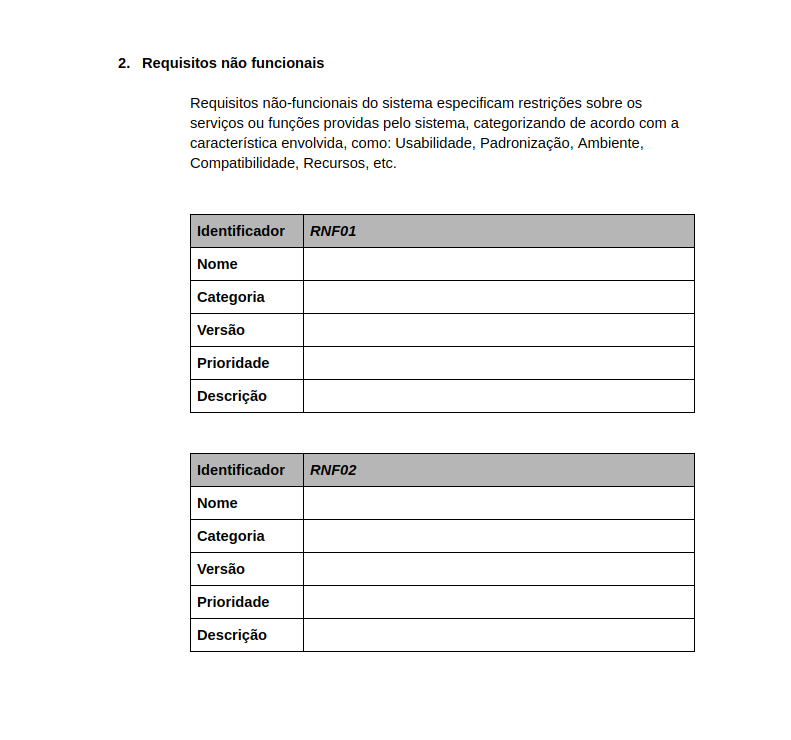 2. Requisitos não funcionais
Requisitos não-funcionais do sistema especificam restrições sobre os
serviços ou funções providas pelo sistema, categorizando de acordo com a
característica envolvida, como: Usabilidade, Padronização, Ambiente,
Compatibilidade, Recursos, etc.
Identificador RNF01
Nome
Categoria
Versão
Prioridade
Descrição
Identificador RNF02
Nome
Categoria
Versão
Prioridade
Descrição